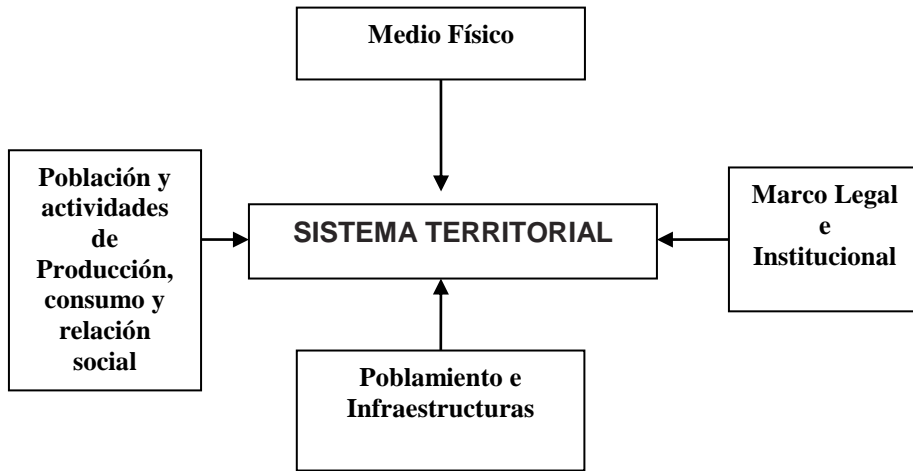 Medio Físico
Población y
actividades
de
Producción,
consumo y
relación
social
SISTEMA TERRITORIAL
Marco Legal
e
Institucional
Poblamiento e
Infraestructuras